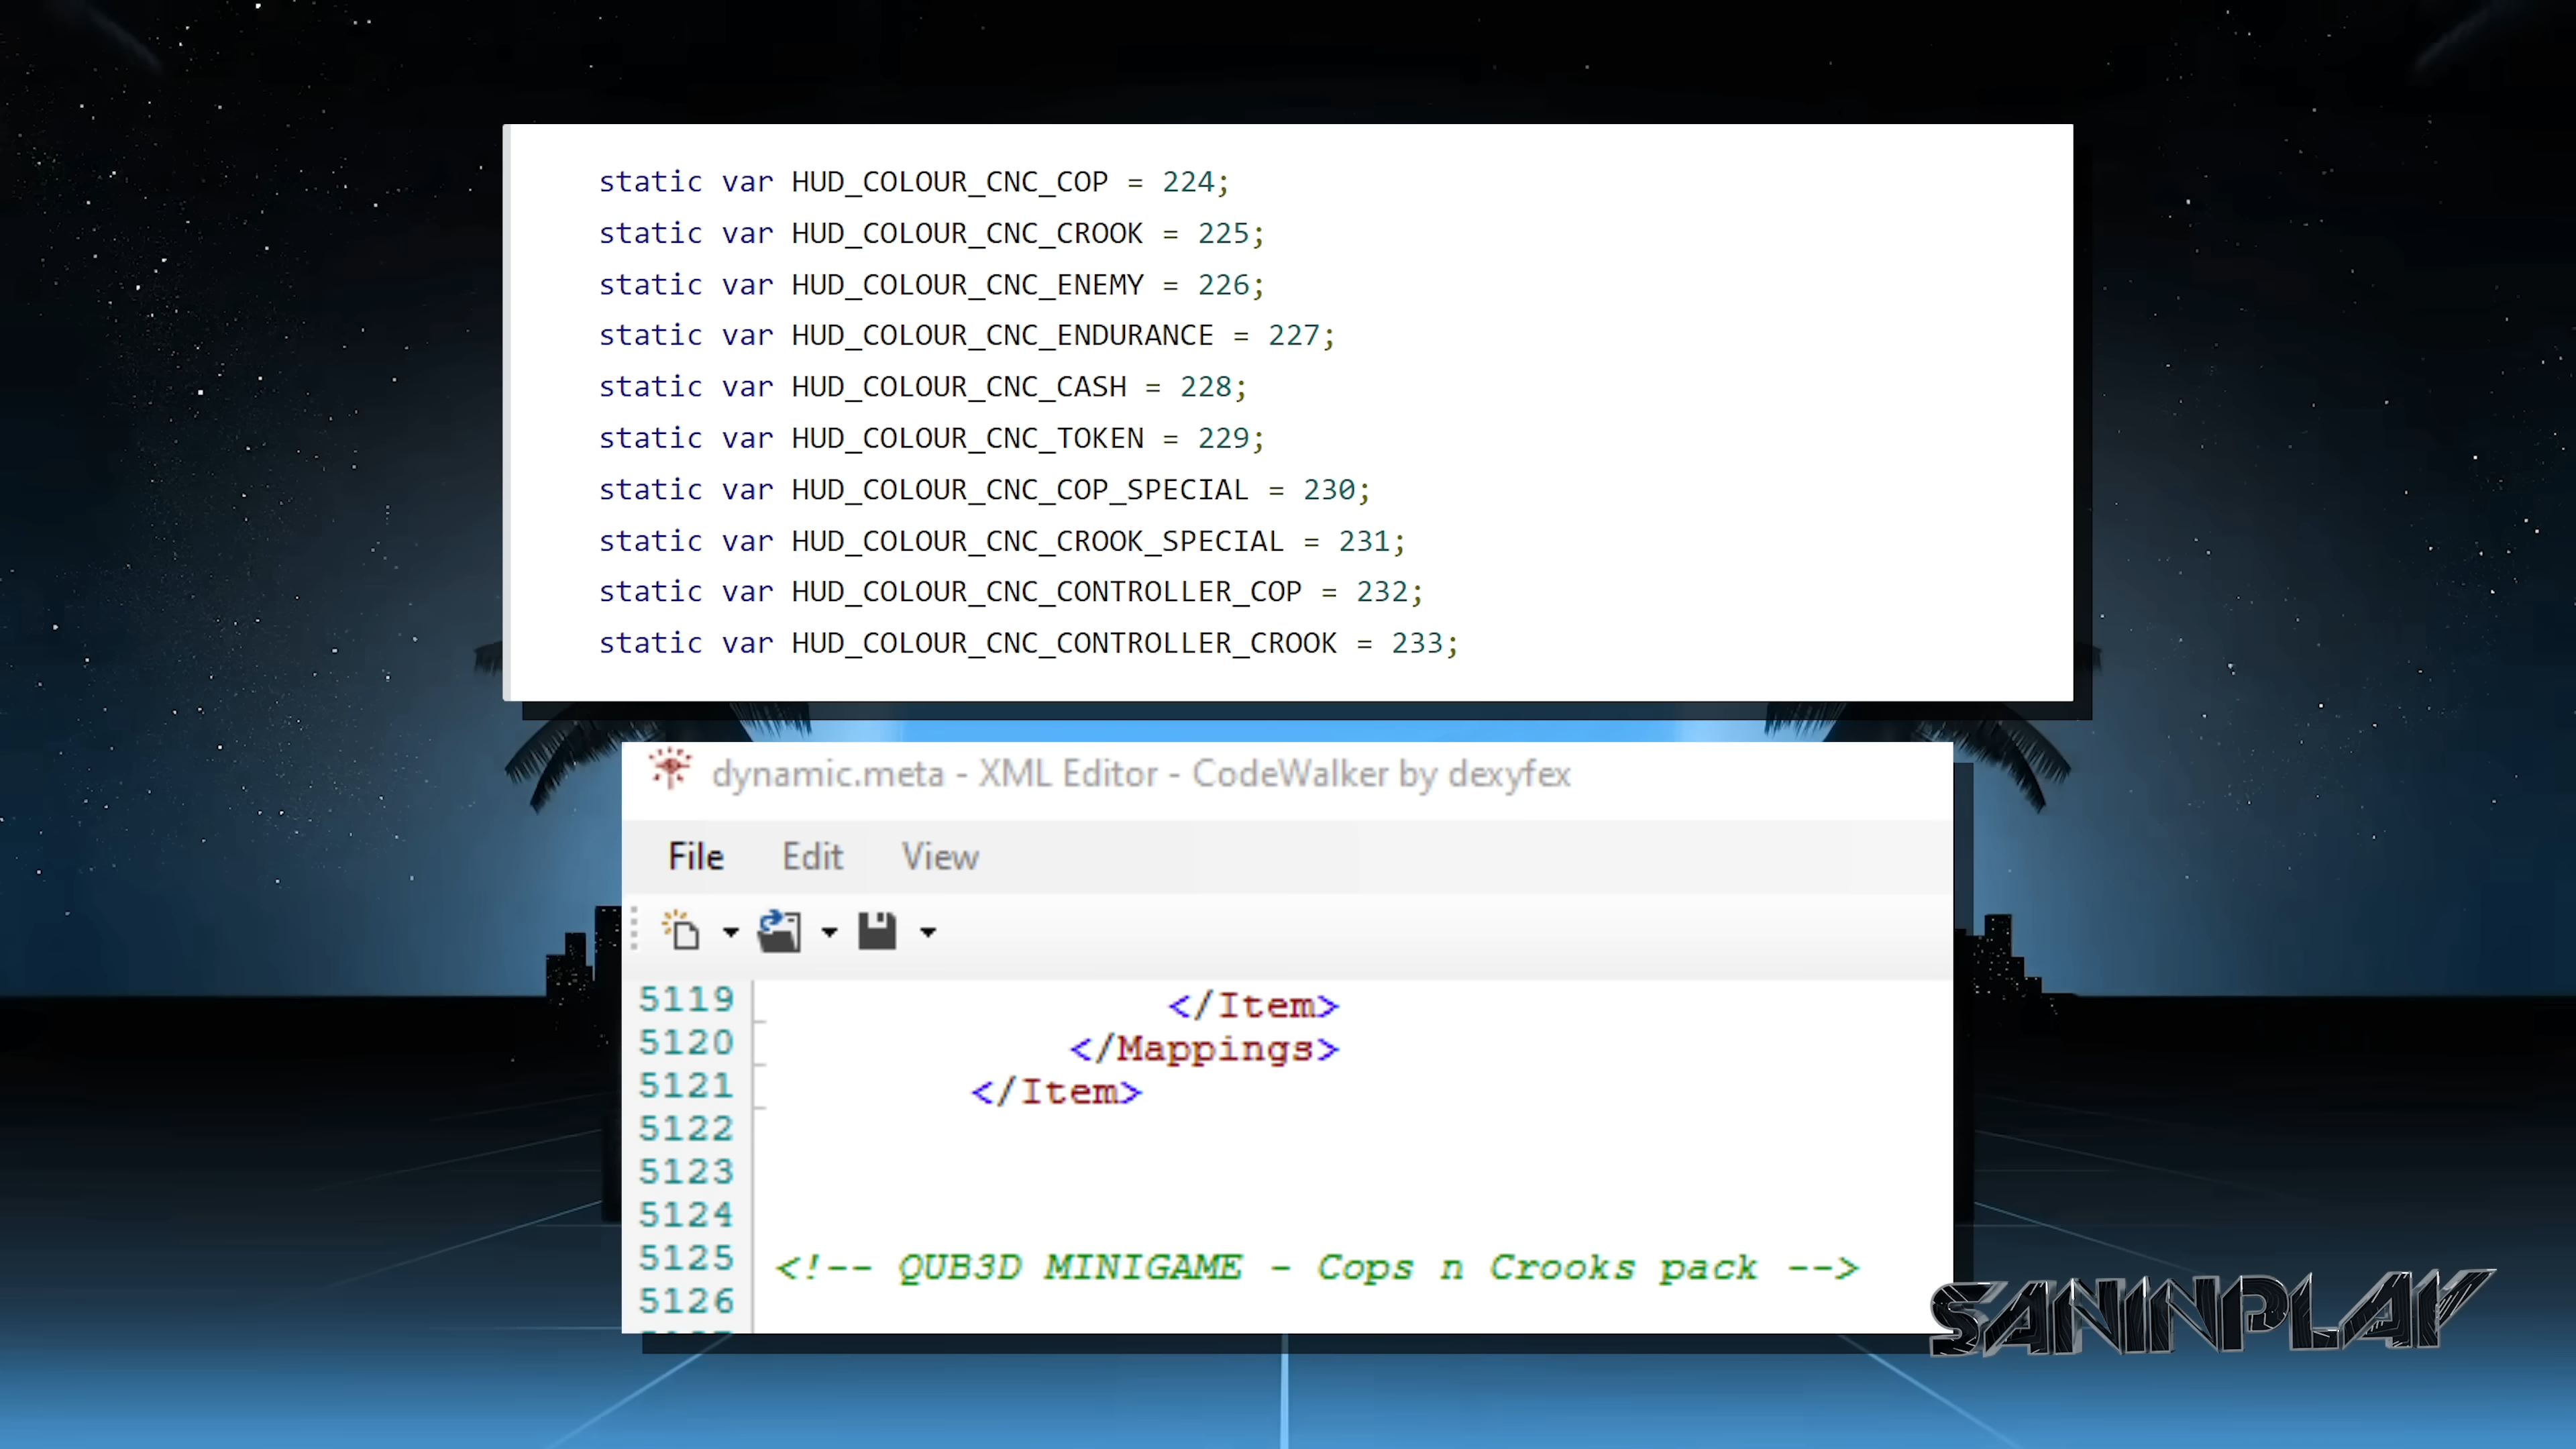 static var HUD_COLOUR_CNC_COP = 224;
static var HUD_COLOUR_CNC_CROOK = 225;
static var HUD_COLOUR_CNC_ENEMY = 226;
static var HUD_COLOUR_CNC_ENDURANCE = 227;
static var HUD_COLOUR_CNC_CASH = 228;
static var HUD_COLOUR_CNC_TOKEN = 229;
static var HUD_COLOUR_CNC_COP_SPECIAL = 230;
static var HUD_COLOUR_CNC_CROOK_SPECIAL = 231;
static var HUD_COLOUR_CNC_CONTROLLER_COP = 232;
static var HUD_COLOUR_CNC_CONTROLLER_CROOK = 233;
dynamic.meta - XML Editor - CodeWalker by dexyfex
File Edit View
5119 </Item>
5120 </Mappings>
5121 </Item>
5122
5123
5124
5125 <!-- QUB3D MINIGAME - Cops n Crooks pack -->
5126
SANINPLAY